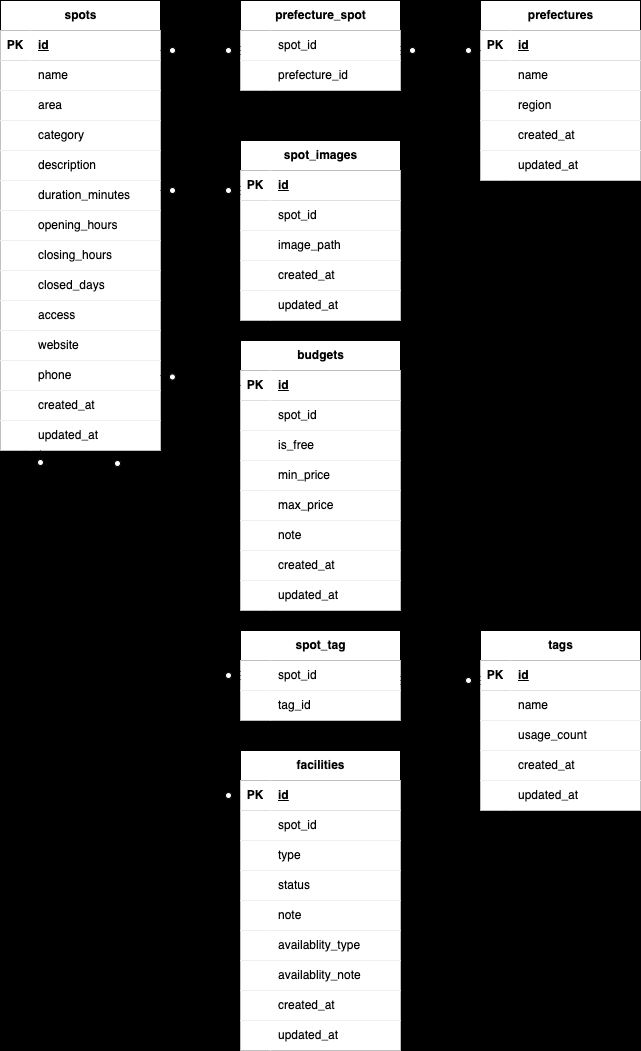 spots
PK id
name
area
category
description
duration_minutes
opening_hours
closing_hours
closed_days
access
website
phone
created_at
updated_at
prefecture_spot
spot_id
prefecture_id
prefectures
PK id
name
region
created_at
updated_at
spot_images
PK id
spot_id
image_path
created_at
updated_at
budgets
PK id
spot_id
is_free
min_price
max_price
note
created_at
updated_at
spot_tag
spot_id
tag_id
tags
PK id
name
usage_count
created_at
updated_at
facilities
PK id
spot_id
type
status
note
availablity_type
availablity_note
created_at
updated_at